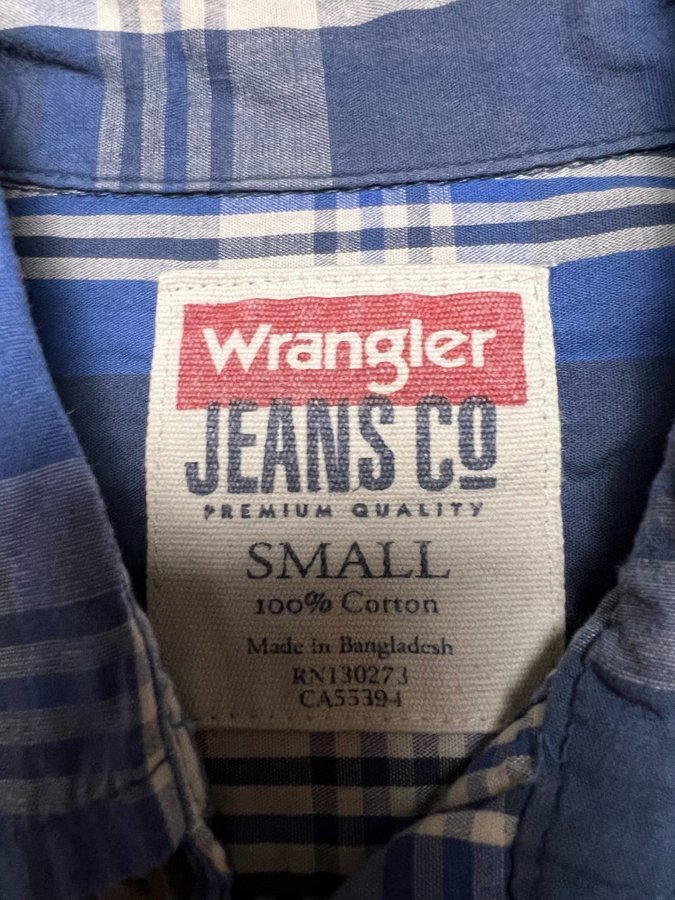 Wrangler
JEANS CO
PREMIUM QUALITY
SMALL
100% Cotton
Made in Bangladesh
RN130273
CA55394